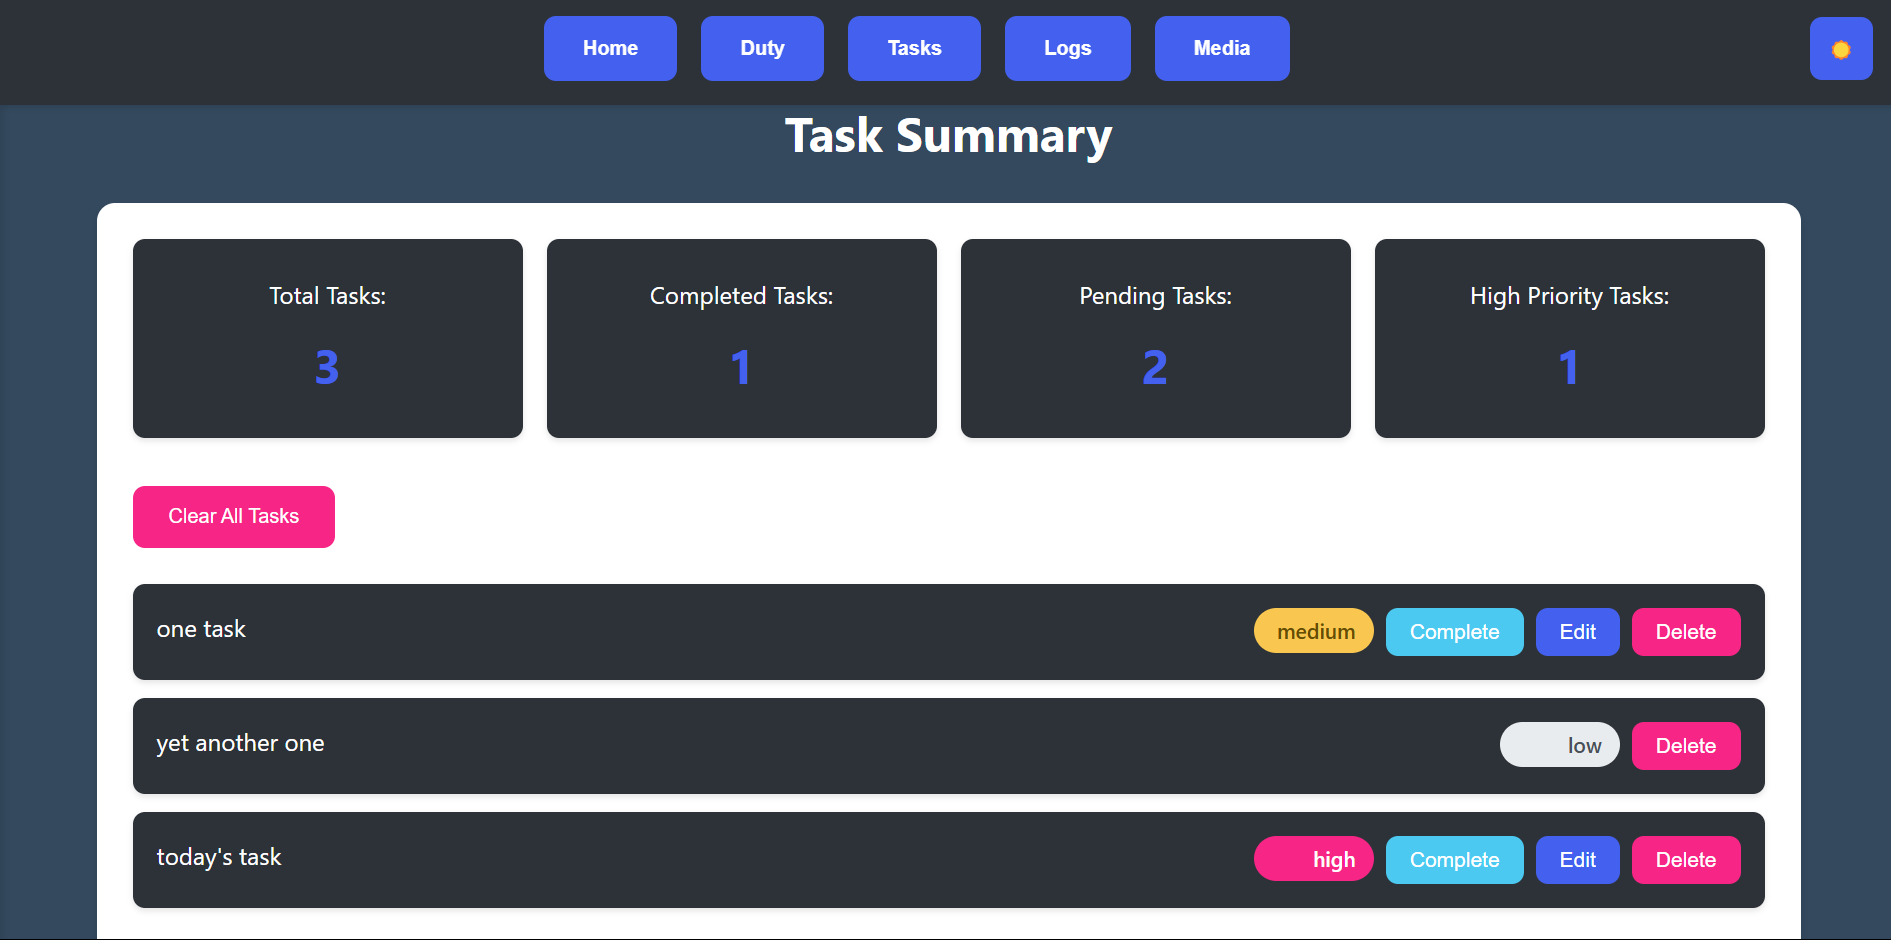 Home Duty Tasks Logs Media
Task Summary
Total Tasks: Completed Tasks: Pending Tasks: High Priority Tasks:
3 1 2 1
Clear All Tasks
one task medium Complete Edit Delete
yet another one low Delete
today's task high Complete Edit Delete